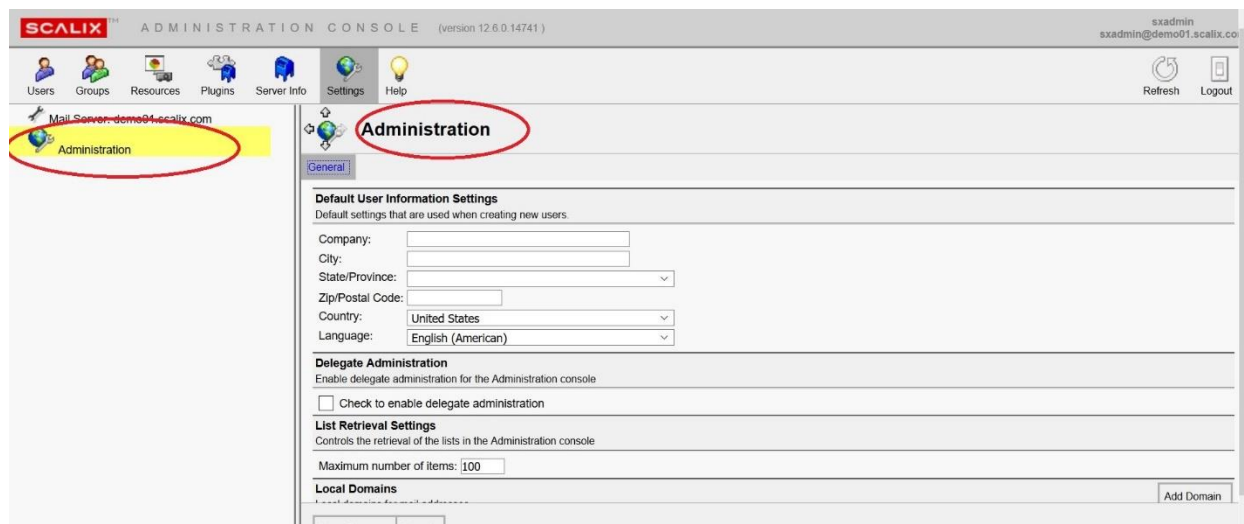 SCALIX™ ADMINISTRATION CONSOLE (version 12.6.0.14741 )
sxadmin
sxadmin@demo01.scalix.co
Users Groups Resources Plugins Server Info Settings Help Refresh Logout
Mail Server: demo01.scalix.com
Administration
Administration
General
Default User Information Settings
Default settings that are used when creating new users.
Company:
City:
State/Province:
Zip/Postal Code:
Country: United States
Language: English (American)
Delegate Administration
Enable delegate administration for the Administration console
Check to enable delegate administration
List Retrieval Settings
Controls the retrieval of the lists in the Administration console
Maximum number of items: 100
Local Domains
Add Domain